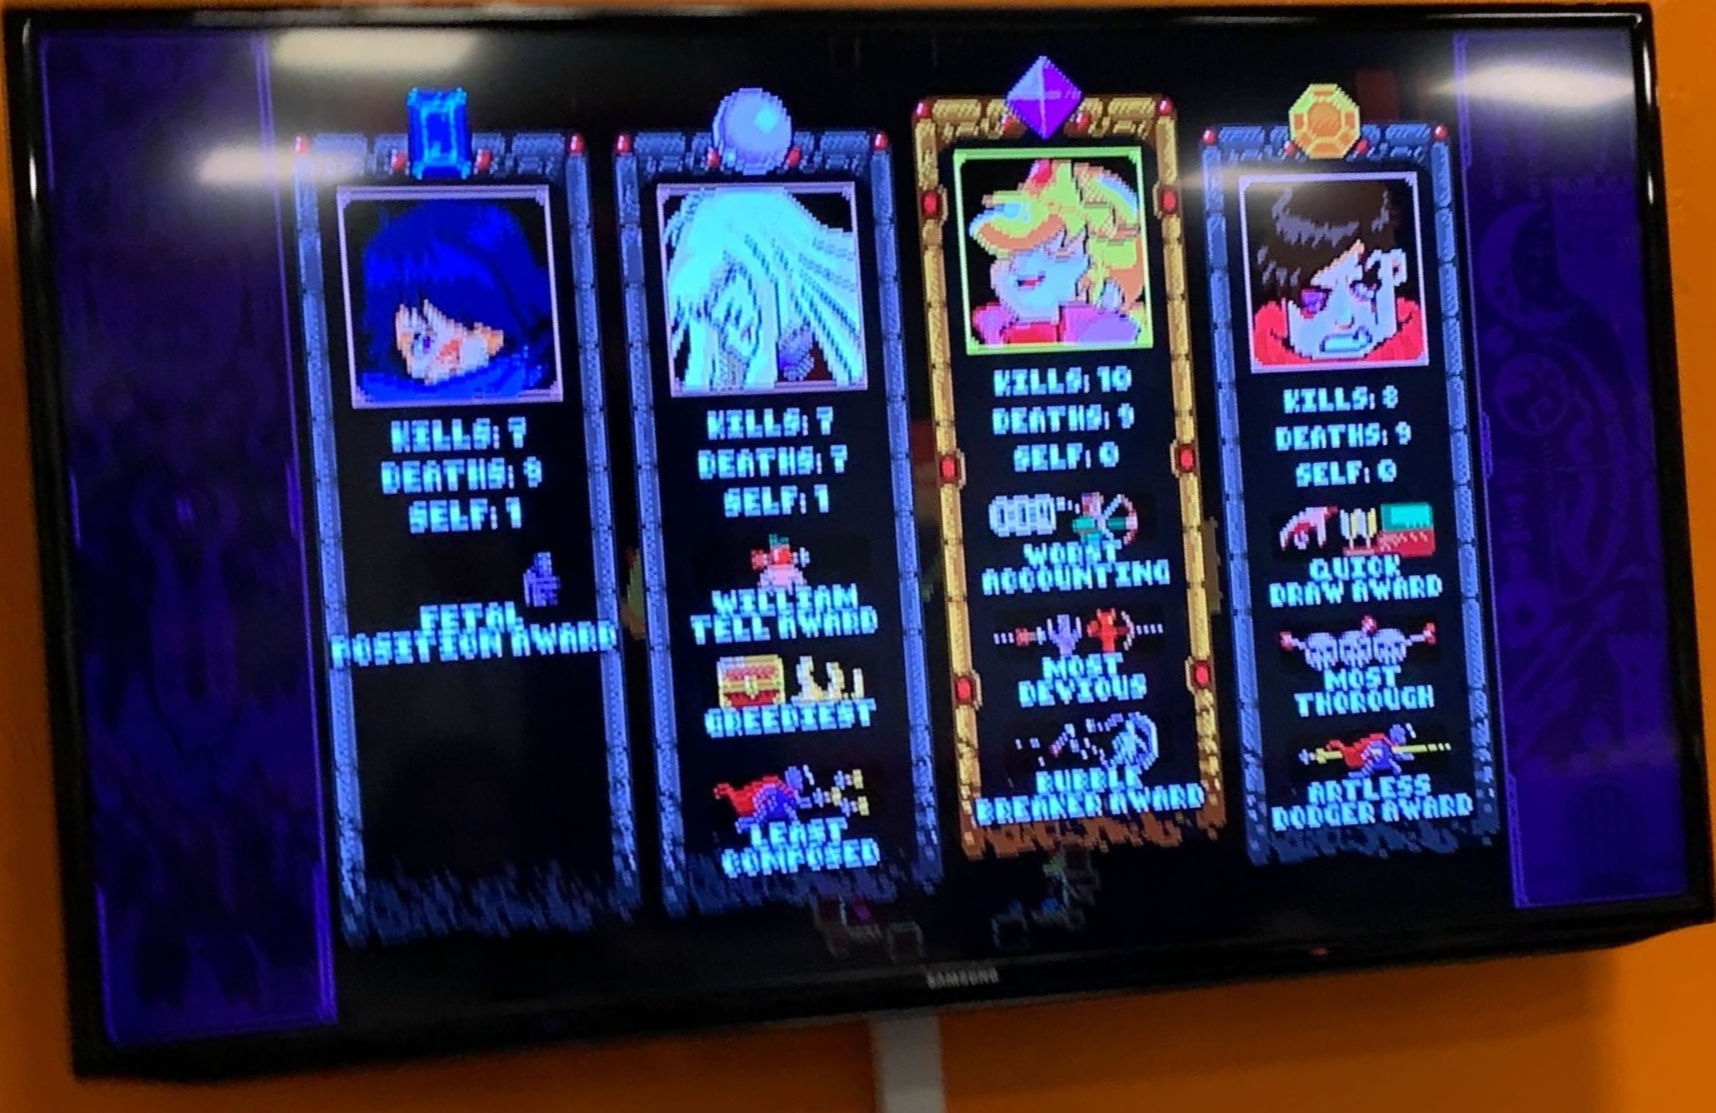 KILLS: 7
DEATHS: 9
SELF: 1
FETAL
POSITION AWARD
KILLS: 7
DEATHS: 7
SELF: 1
WILLIAM
TELL AWARD
GREEDIEST
LEAST
COMPOSED
KILLS: 10
DEATHS: 9
SELF: 0
WORST
ACCOUNTING
MOST
DEVIOUS
RUBBLE
BREAKER AWARD
KILLS: 8
DEATHS: 9
SELF: 0
QUICK
DRAW AWARD
MOST
THOROUGH
ARTLESS
DODGER AWARD
SAMSUNG